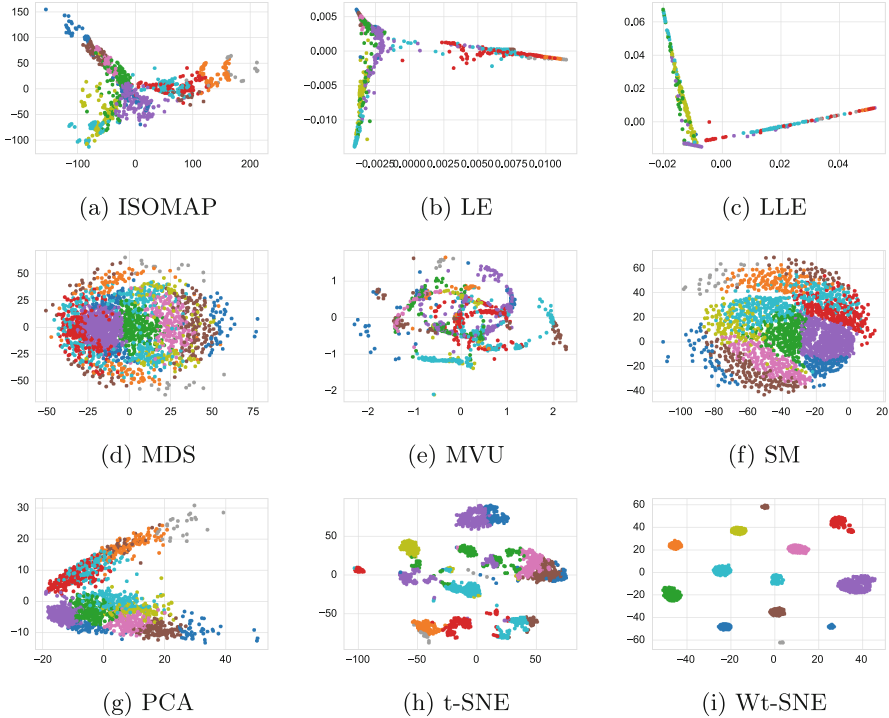 150
100
50
0
−50
−100
−100 0 100 200
(a) ISOMAP
0.005
0.000
−0.005
−0.010
−0.0025 0.0000 0.0025 0.0050 0.0075 0.0100
(b) LE
0.06
0.04
0.02
0.00
−0.02 0.00 0.02 0.04
(c) LLE
50
25
0
−25
−50
−50 −25 0 25 50 75
(d) MDS
1
0
−1
−2
−2 −1 0 1 2
(e) MVU
60
40
20
0
−20
−40
−100 −80 −60 −40 −20 0 20
(f) SM
30
20
10
0
−10
−20 0 20 40
(g) PCA
50
0
−50
−100 −50 0 50
(h) t-SNE
60
40
20
0
−20
−40
−60
−40 −20 0 20 40
(i) Wt-SNE